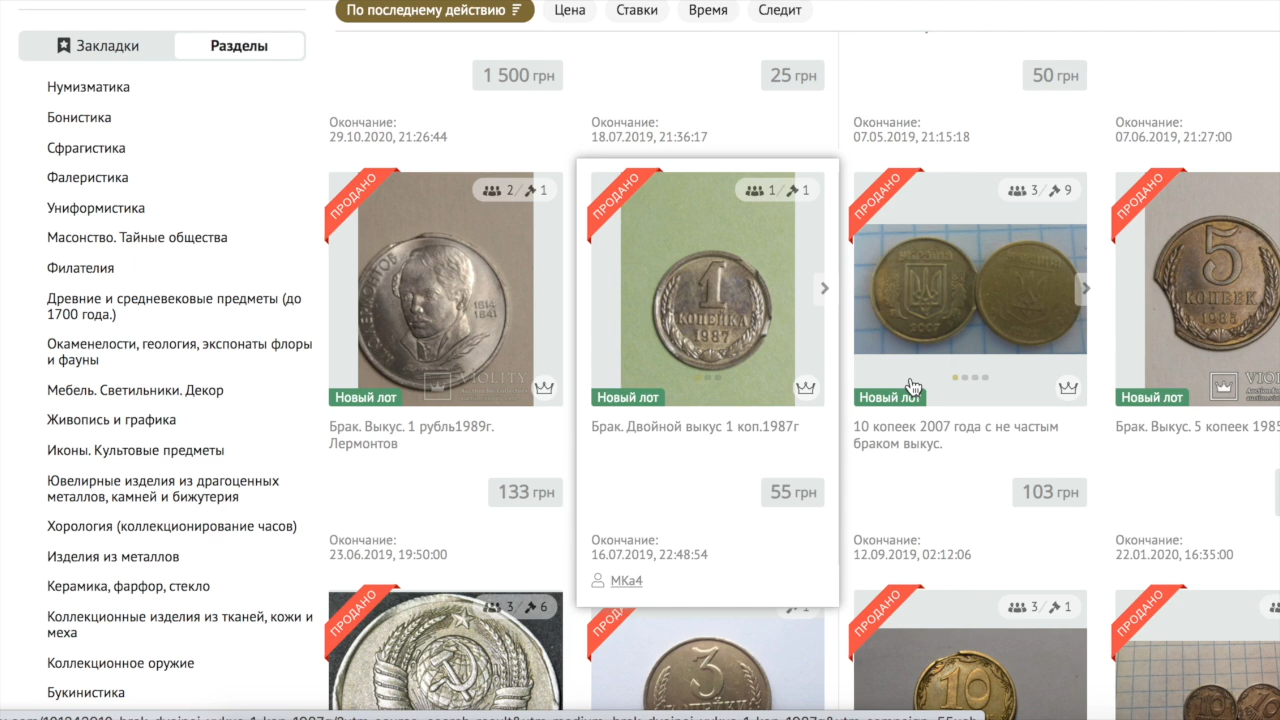 По последнему действию
Цена
Ставки
Время
Следит
Закладки
Разделы
Нумизматика
Бонистика
Сфрагистика
Фалеристика
Униформистика
Масонство. Тайные общества
Филателия
Древние и средневековые предметы (до
1700 года.)
Окаменелости, геология, экспонаты флоры
и фауны
Мебель. Светильники. Декор
Живопись и графика
Иконы. Культовые предметы
Ювелирные изделия из драгоценных
металлов, камней и бижутерия
Хорология (коллекционирование часов)
Изделия из металлов
Керамика, фарфор, стекло
Коллекционные изделия из тканей, кожи и
меха
Коллекционное оружие
Букинистика
1 500 грн
25 грн
50 грн
Окончание:
29.10.2020, 21:26:44
Окончание:
18.07.2019, 21:36:17
Окончание:
07.05.2019, 21:15:18
Окончание:
07.06.2019, 21:27:00
ПРОДАНО
2 / 1
М.Ю. ЛЕРМОНТОВ
1814
1841
VIOLITY
Новый лот
Брак. Выкус. 1 рубль1989г.
Лермонтов
133 грн
Окончание:
23.06.2019, 19:50:00
ПРОДАНО
1 / 1
1
КОПЕЙКА
1987
Новый лот
Брак. Двойной выкус 1 коп.1987г
55 грн
Окончание:
16.07.2019, 22:48:54
МКа4
ПРОДАНО
3 / 9
УКРАЇНА
2007
Новый лот
10 копеек 2007 года с не частым
браком выкус.
103 грн
Окончание:
12.09.2019, 02:12:06
ПРОДАНО
5
КОПЕЕК
1985
VIOL
Новый лот
Брак. Выкус. 5 копеек 1985
Окончание:
22.01.2020, 16:35:00
ПРОДАНО
3 / 6
ПРОДАНО
1
3
ПРОДАНО
3 / 1
10
ПРОДАНО